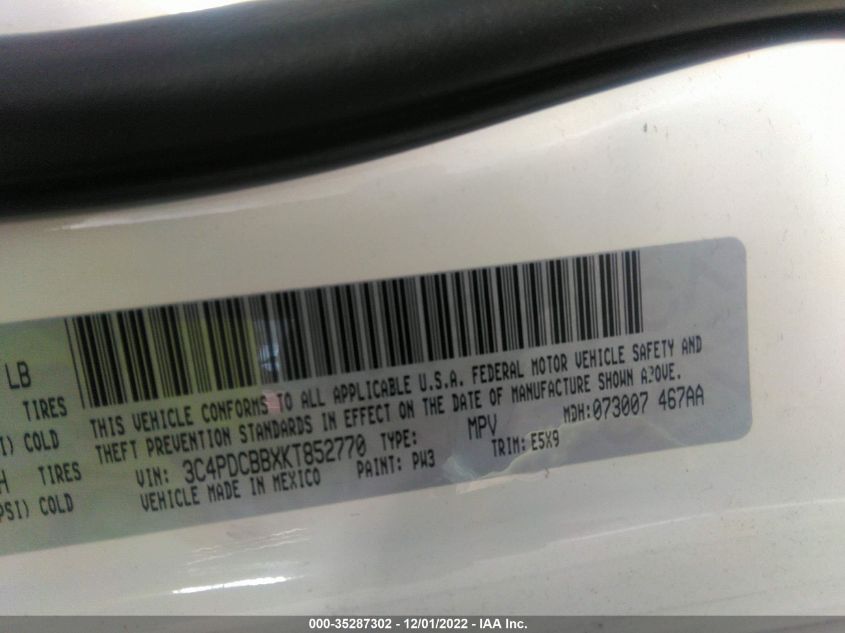 LB
TIRES
I) COLD
H TIRES
PSI) COLD
THIS VEHICLE CONFORMS TO ALL APPLICABLE U.S.A. FEDERAL MOTOR VEHICLE SAFETY AND
THEFT PREVENTION STANDARDS IN EFFECT ON THE DATE OF MANUFACTURE SHOWN ABOVE.
VIN: 3C4PDCBBXKT852770 TYPE: MPV MDH:073007 467AA
VEHICLE MADE IN MEXICO PAINT: PW3 TRIM: E5X9
000-35287302 - 12/01/2022 - IAA Inc.